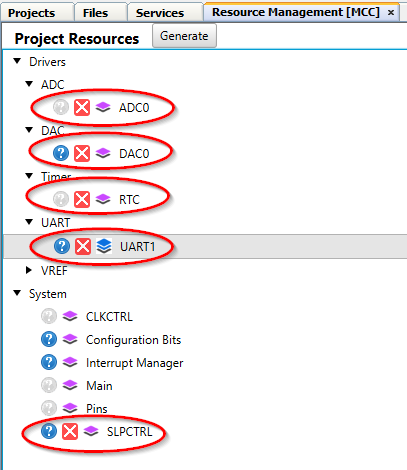 Projects Files Services Resource Management [MCC] ×
Project Resources Generate
Drivers
ADC
? ADC0
DAC
? DAC0
Timer
? RTC
UART
? UART1
VREF
System
? CLKCTRL
? Configuration Bits
? Interrupt Manager
? Main
? Pins
? SLPCTRL